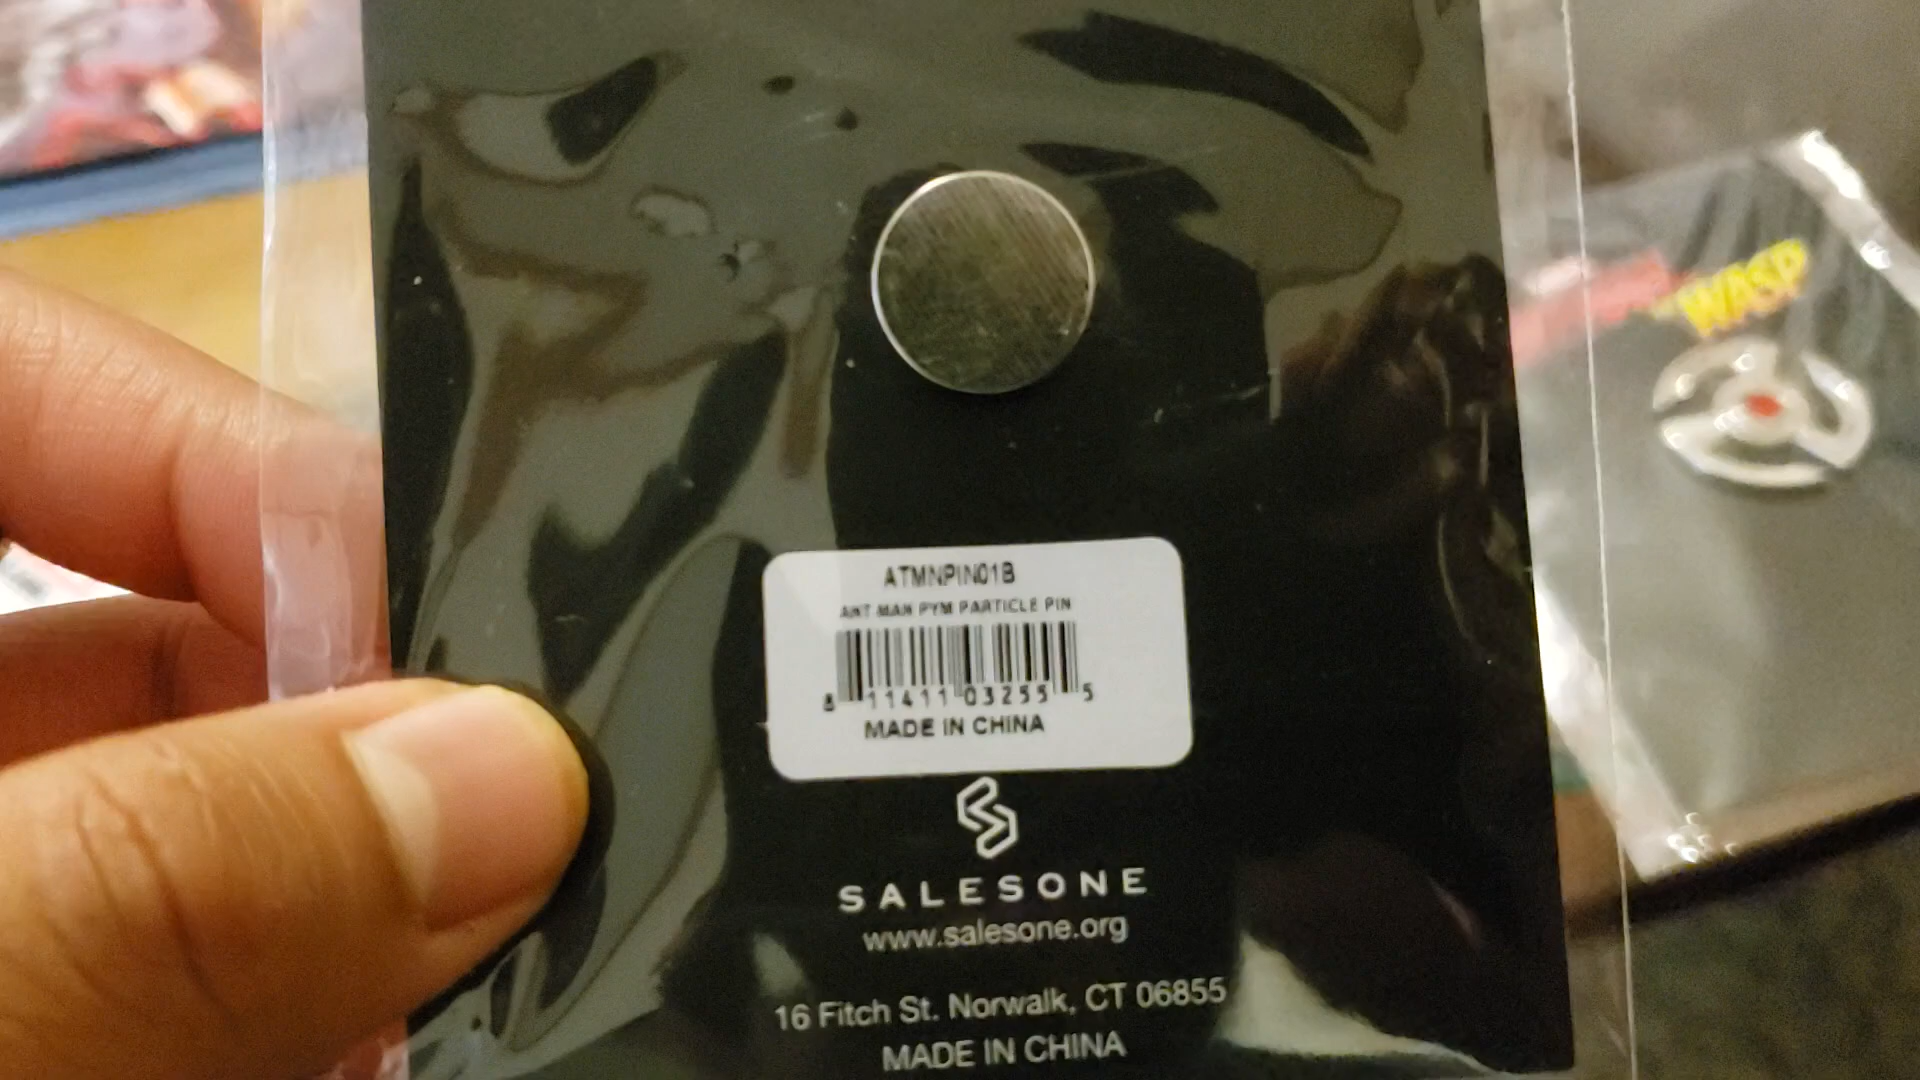 ATMNPIN01B
ANT-MAN PYM PARTICLE PIN
8 11411 03255 5
MADE IN CHINA
SALESONE
www.salesone.org
16 Fitch St. Norwalk, CT 06855
MADE IN CHINA
WASP